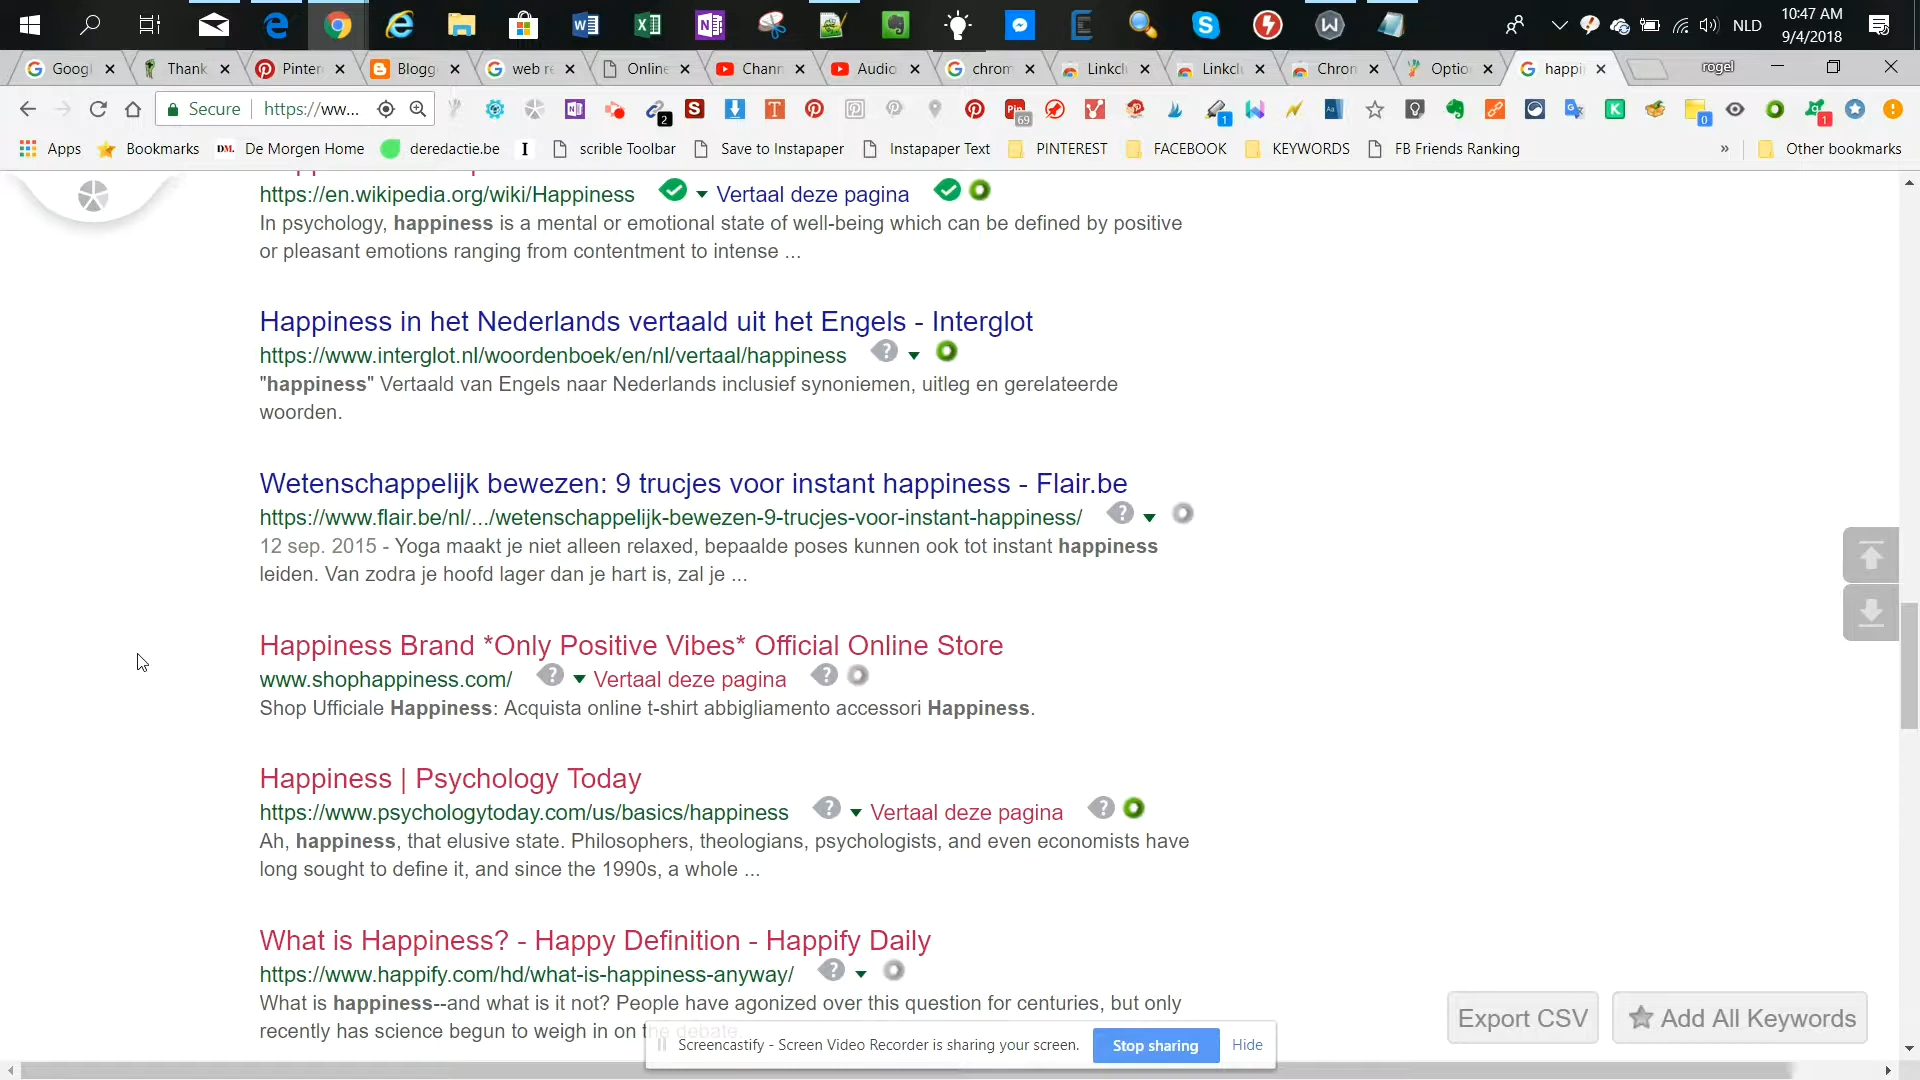 NLD
10:47 AM
9/4/2018
Googl
Thank
Pinter
Blogg
web re
Online
Chann
Audio
chrom
Linkcl
Linkcl
Chron
Optio
happi
rogel
Secure
https://ww...
2
69
1
0
1
Apps
Bookmarks
DM.
De Morgen Home
deredactie.be
scrible Toolbar
Save to Instapaper
Instapaper Text
PINTEREST
FACEBOOK
KEYWORDS
FB Friends Ranking
»
Other bookmarks
https://en.wikipedia.org/wiki/Happiness Vertaal deze pagina
In psychology, happiness is a mental or emotional state of well-being which can be defined by positive
or pleasant emotions ranging from contentment to intense ...
Happiness in het Nederlands vertaald uit het Engels - Interglot
https://www.interglot.nl/woordenboek/en/nl/vertaal/happiness
"happiness" Vertaald van Engels naar Nederlands inclusief synoniemen, uitleg en gerelateerde
woorden.
Wetenschappelijk bewezen: 9 trucjes voor instant happiness - Flair.be
https://www.flair.be/nl/.../wetenschappelijk-bewezen-9-trucjes-voor-instant-happiness/
12 sep. 2015 - Yoga maakt je niet alleen relaxed, bepaalde poses kunnen ook tot instant happiness
leiden. Van zodra je hoofd lager dan je hart is, zal je ...
Happiness Brand *Only Positive Vibes* Official Online Store
www.shophappiness.com/ Vertaal deze pagina
Shop Ufficiale Happiness: Acquista online t-shirt abbigliamento accessori Happiness.
Happiness | Psychology Today
https://www.psychologytoday.com/us/basics/happiness Vertaal deze pagina
Ah, happiness, that elusive state. Philosophers, theologians, psychologists, and even economists have
long sought to define it, and since the 1990s, a whole ...
What is Happiness? - Happy Definition - Happify Daily
https://www.happify.com/hd/what-is-happiness-anyway/
What is happiness--and what is it not? People have agonized over this question for centuries, but only
recently has science begun to weigh in on the debate.
Export CSV
Add All Keywords
Screencastify - Screen Video Recorder is sharing your screen.
Stop sharing
Hide